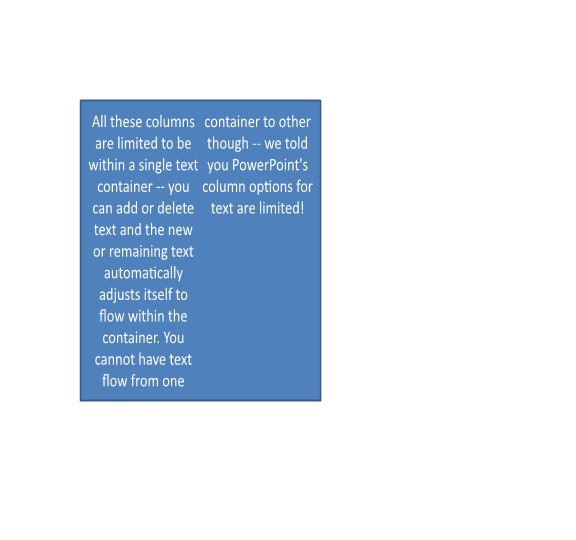 All these columns
are limited to be
within a single text
container -- you
can add or delete
text and the new
or remaining text
automatically
adjusts itself to
flow within the
container. You
cannot have text
flow from one
container to other
though -- we told
you PowerPoint's
column options for
text are limited!